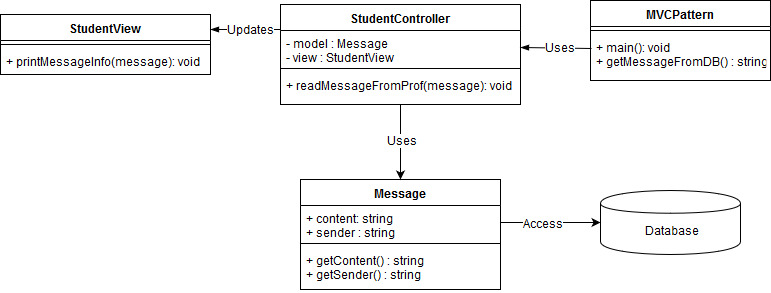 StudentView
+ printMessageInfo(message): void
Updates
StudentController
- model : Message
- view : StudentView
+ readMessageFromProf(message): void
Uses
MVCPattern
+ main(): void
+ getMessageFromDB() : string
Uses
Message
+ content: string
+ sender : string
+ getContent() : string
+ getSender() : string
Access
Database